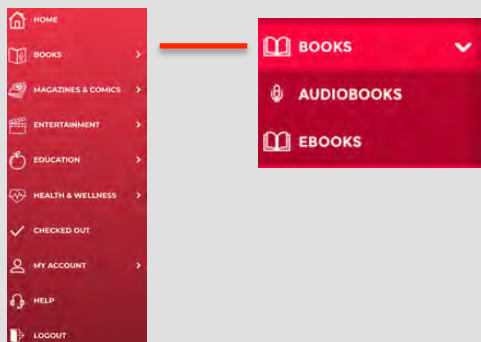 HOME
BOOKS
MAGAZINES & COMICS
ENTERTAINMENT
EDUCATION
HEALTH & WELLNESS
CHECKED OUT
MY ACCOUNT
HELP
LOGOUT
BOOKS
AUDIOBOOKS
EBOOKS